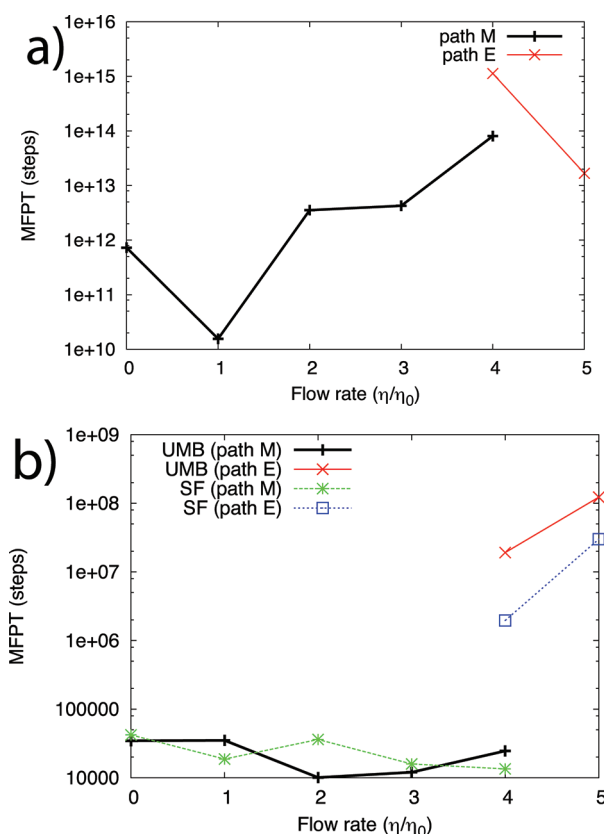 a)
1e+16
1e+15
1e+14
1e+13
1e+12
1e+11
1e+10
MFPT (steps)
path M
path E
0 1 2 3 4 5
Flow rate (η/η₀)
b)
1e+09
1e+08
1e+07
1e+06
100000
10000
MFPT (steps)
UMB (path M)
UMB (path E)
SF (path M)
SF (path E)
0 1 2 3 4 5
Flow rate (η/η₀)